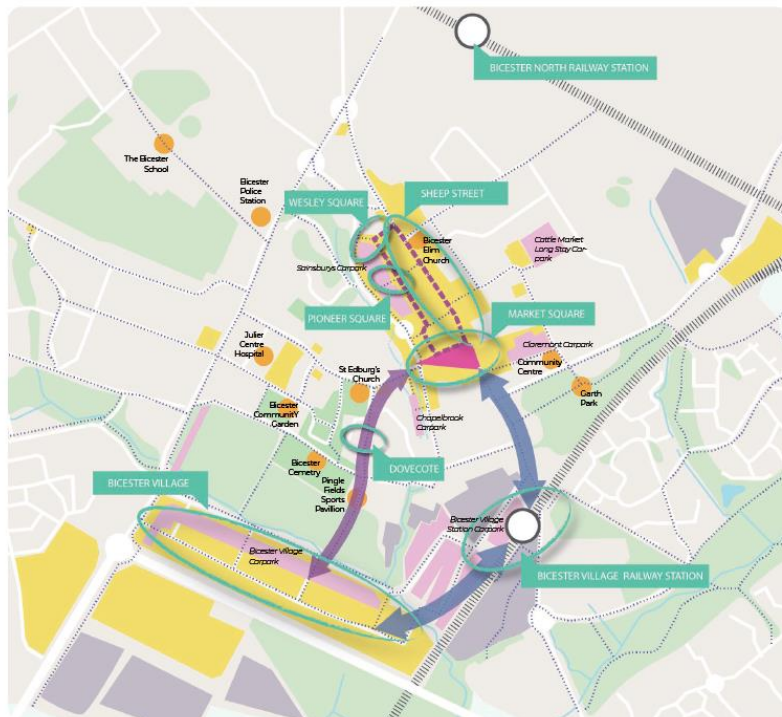 BICESTER NORTH RAILWAY STATION
The Bicester
School
Bicester
Police
Station
WESLEY SQUARE
SHEEP STREET
Bicester
Elim
Church
Cattle Market
Long Stay Car-
park
Sainsburys Carpark
PIONEER SQUARE
MARKET SQUARE
Julier
Centre
Hospital
Claremont Carpark
Community
Centre
St Edburg's
Church
Garth
Park
Bicester
CommunitY
Garden
Chapelbrook
Carpark
DOVECOTE
Bicester
Cemetry
BICESTER VILLAGE
Pingle
Fields
Sports
Pavillion
Bicester Village
Station Carpark
Bicester Village
Carpark
BICESTER VILLAGE RAILWAY STATION